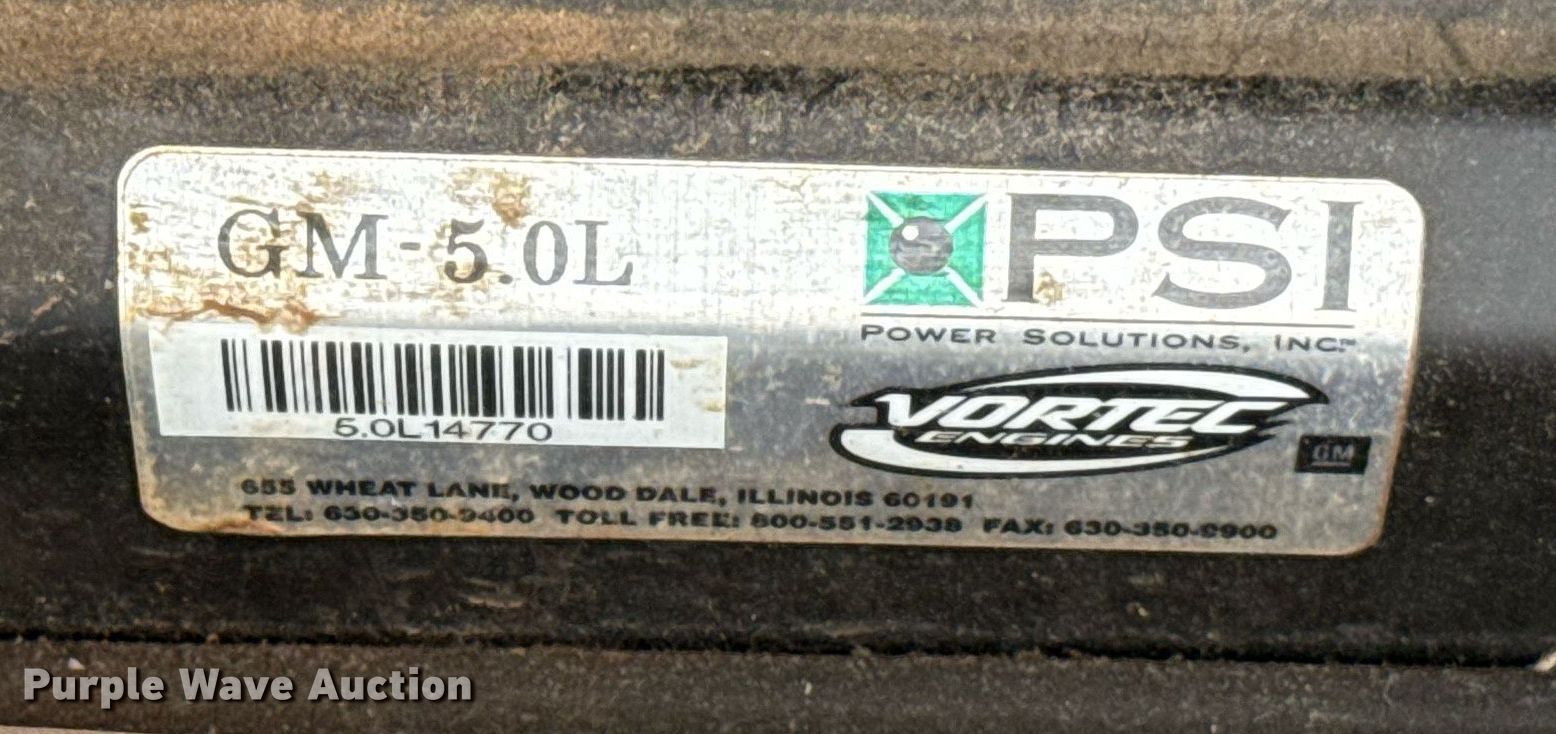 GM-5.0L
PSI
POWER SOLUTIONS, INC.™
5.0L14770
VORTEC
ENGINES
GM
655 WHEAT LANE, WOOD DALE, ILLINOIS 60191
TEL: 630-350-9400 TOLL FREE: 800-551-2938 FAX: 630-350-9900
Purple Wave Auction